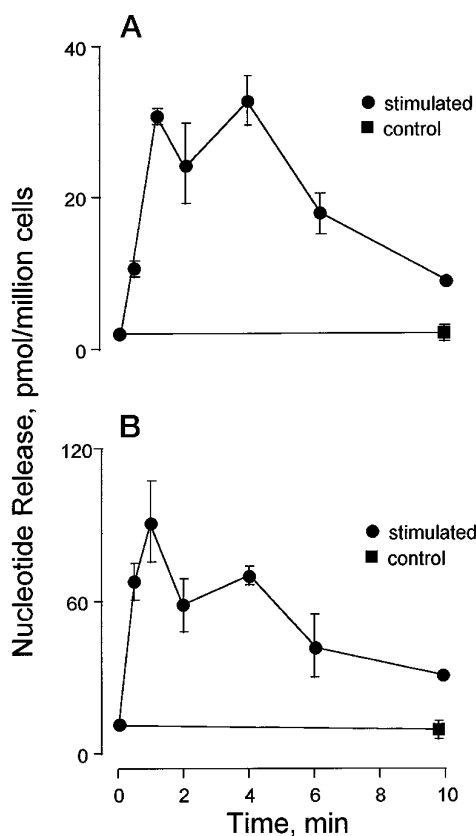 A
40
20
0
stimulated
control
Nucleotide Release, pmol/million cells
B
120
60
0
stimulated
control
0 2 4 6 8 10
Time, min